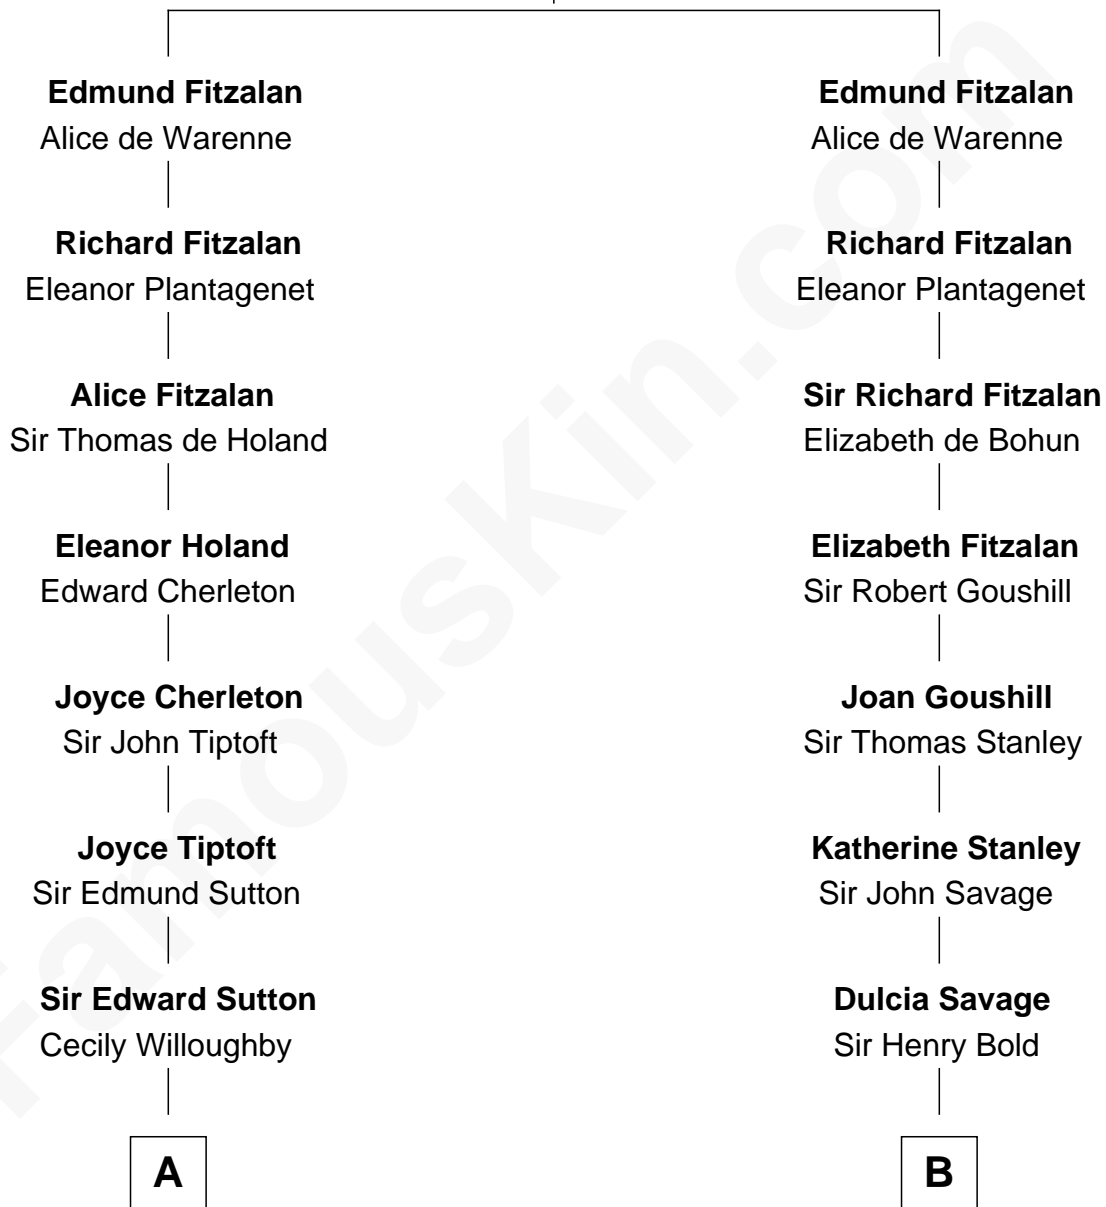 Edmund Fitzalan
Alice de Warenne
Richard Fitzalan
Eleanor Plantagenet
Alice Fitzalan
Sir Thomas de Holand
Eleanor Holand
Edward Cherleton
Joyce Cherleton
Sir John Tiptoft
Joyce Tiptoft
Sir Edmund Sutton
Sir Edward Sutton
Cecily Willoughby
A
Edmund Fitzalan
Alice de Warenne
Richard Fitzalan
Eleanor Plantagenet
Sir Richard Fitzalan
Elizabeth de Bohun
Elizabeth Fitzalan
Sir Robert Goushill
Joan Goushill
Sir Thomas Stanley
Katherine Stanley
Sir John Savage
Dulcia Savage
Sir Henry Bold
B
FamousKin.com